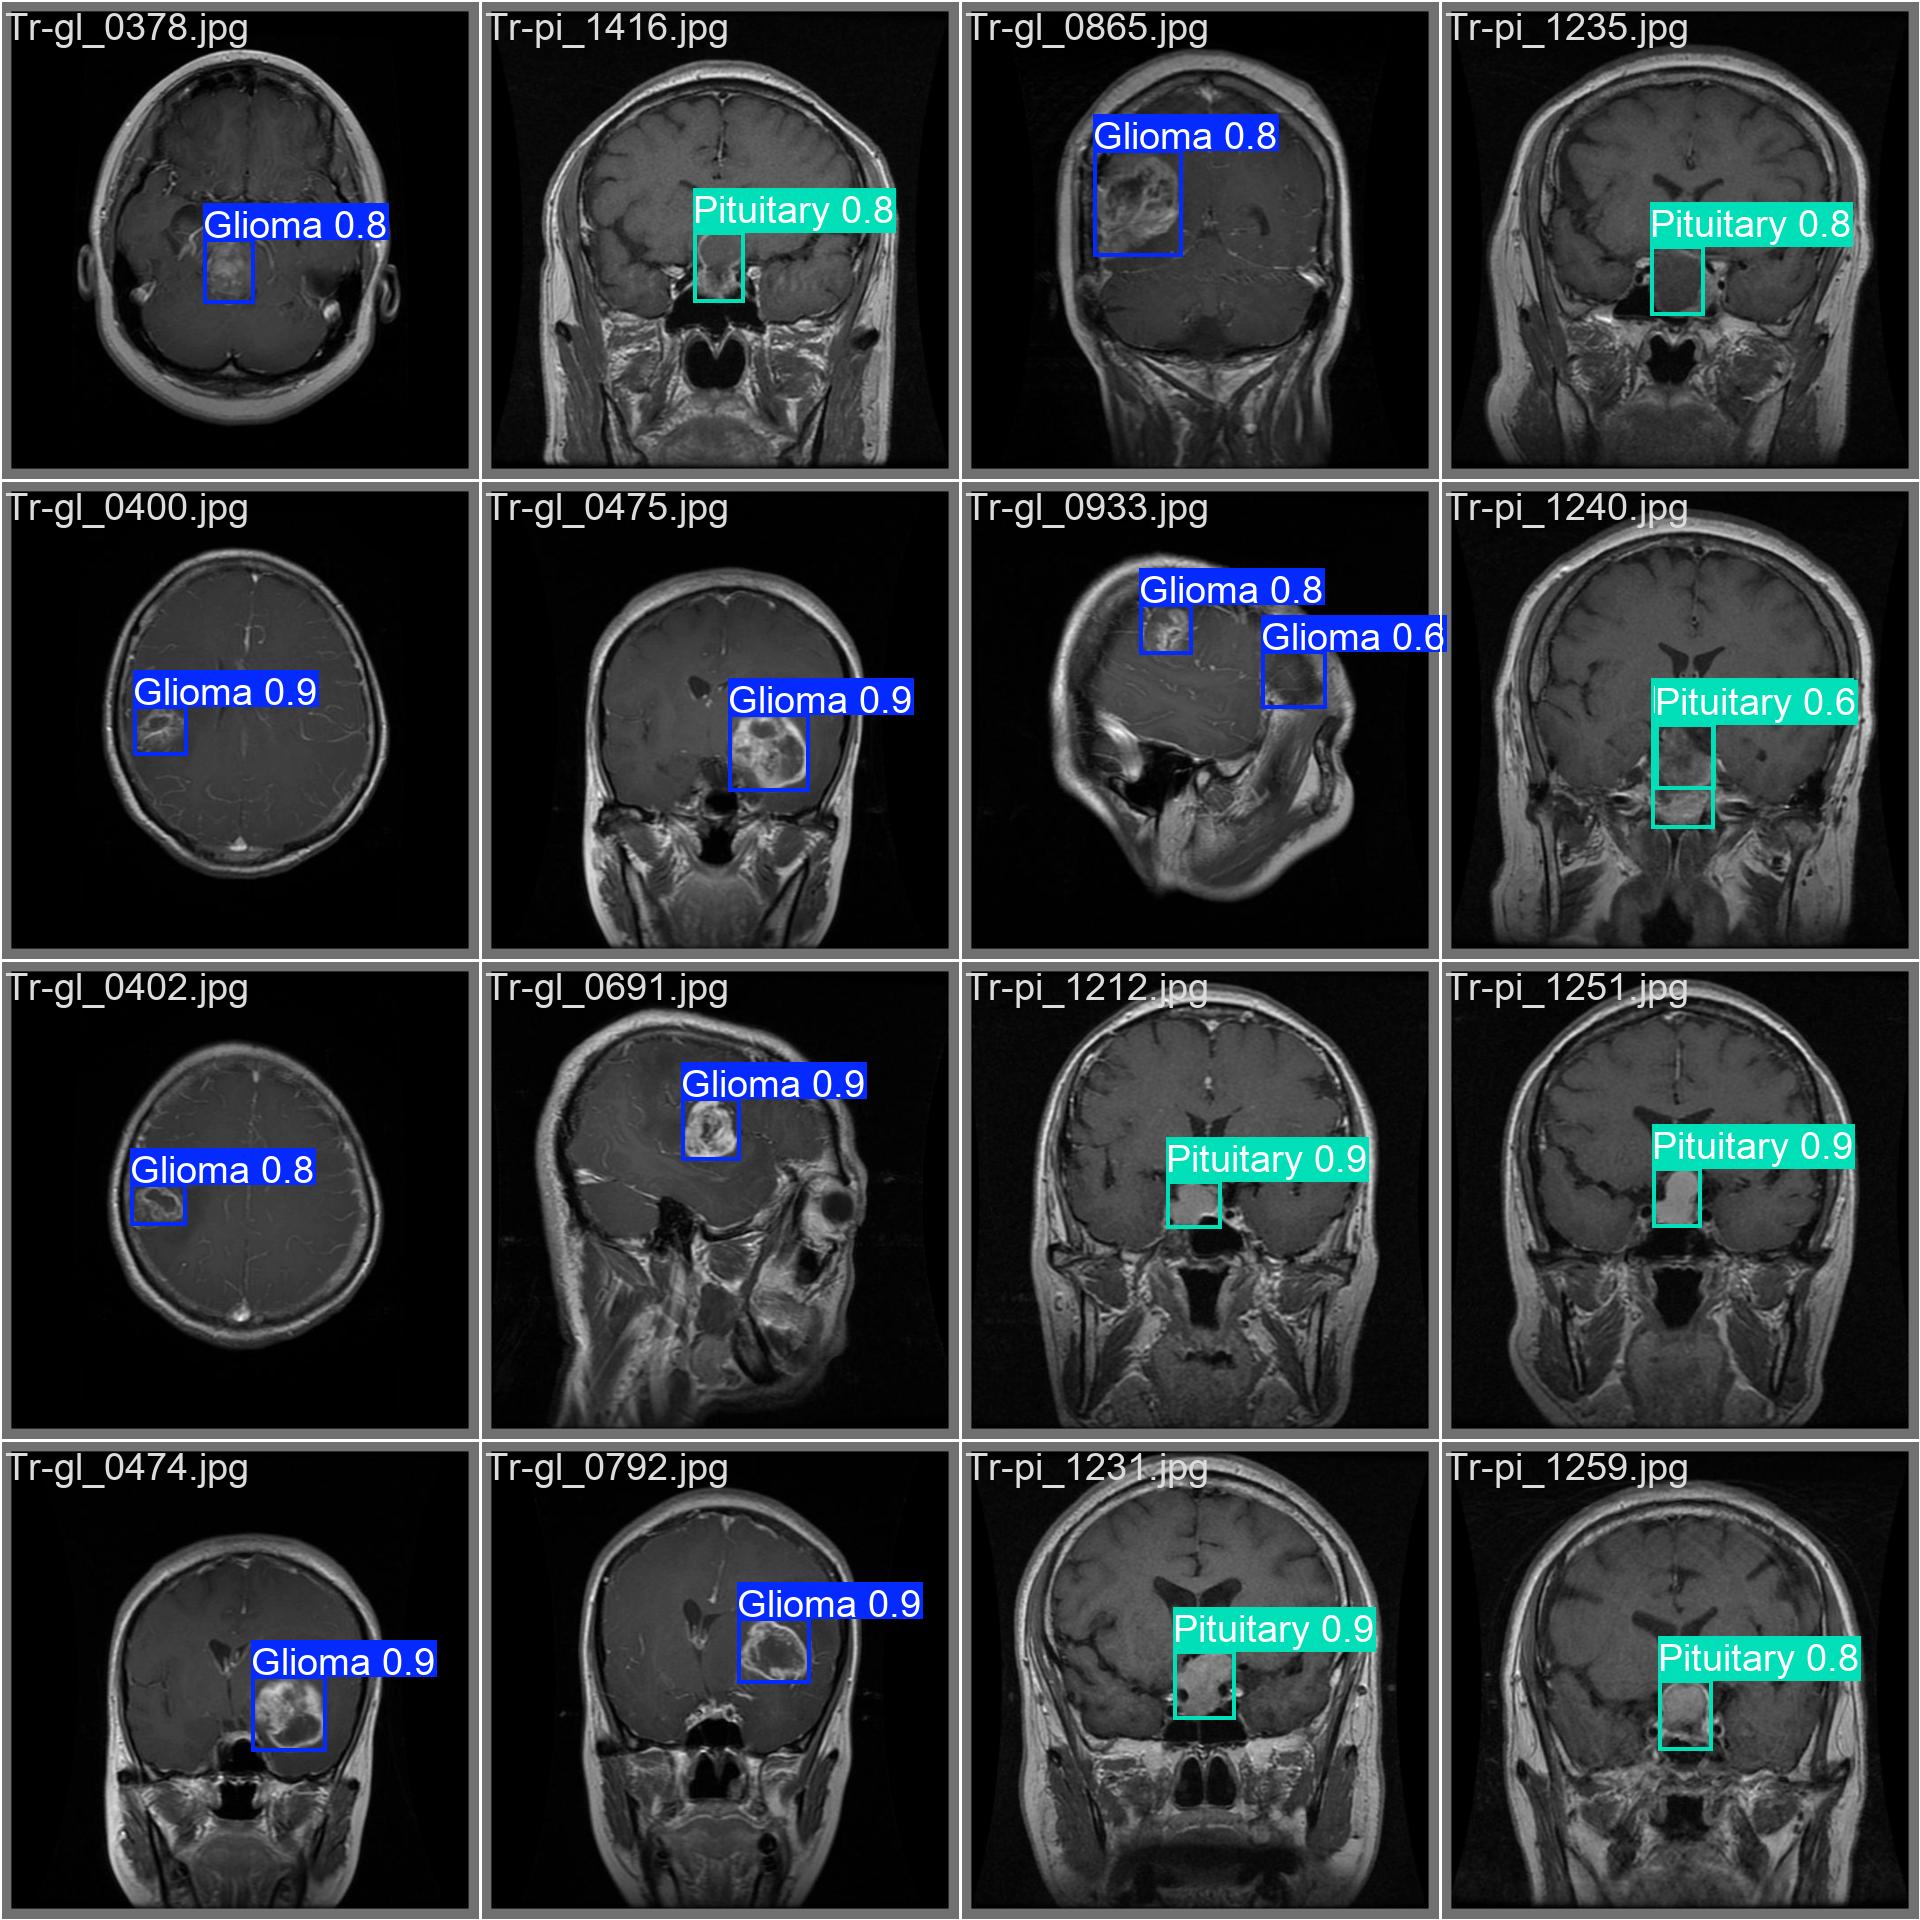 Tr-gl_0378.jpg
Glioma 0.8
Tr-pi_1416.jpg
Pituitary 0.8
Tr-gl_0865.jpg
Glioma 0.8
Tr-pi_1235.jpg
Pituitary 0.8
Tr-gl_0400.jpg
Glioma 0.9
Tr-gl_0475.jpg
Glioma 0.9
Tr-gl_0933.jpg
Glioma 0.8
Glioma 0.6
Tr-pi_1240.jpg
Pituitary 0.6
Tr-gl_0402.jpg
Glioma 0.8
Tr-gl_0691.jpg
Glioma 0.9
Tr-pi_1212.jpg
Pituitary 0.9
Tr-pi_1251.jpg
Pituitary 0.9
Tr-gl_0474.jpg
Glioma 0.9
Tr-gl_0792.jpg
Glioma 0.9
Tr-pi_1231.jpg
Pituitary 0.9
Tr-pi_1259.jpg
Pituitary 0.8